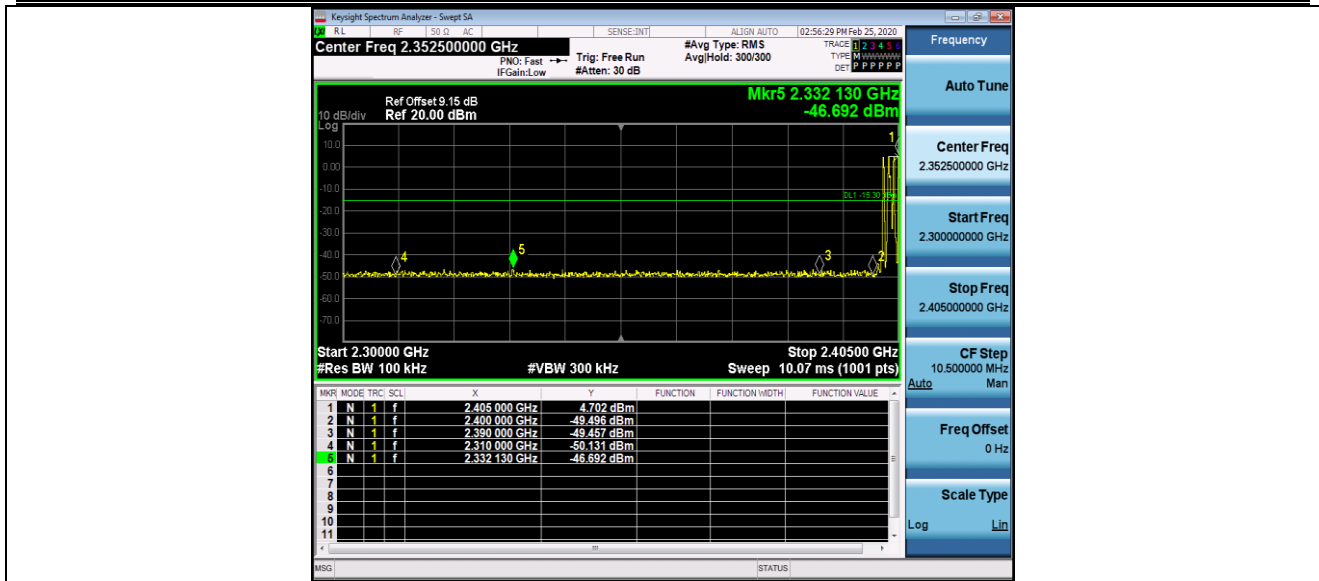 Keysight Spectrum Analyzer - Swept SA
RL RF 50 Ω AC SENSE:INT ALIGN AUTO 02:56:29 PM Feb 25, 2020
Center Freq 2.352500000 GHz
PNO: Fast
IFGain:Low
Trig: Free Run
#Atten: 30 dB
#Avg Type: RMS
Avg|Hold: 300/300
TRACE 1 2 3 4 5 6
TYPE M WWWWW
DET P P P P P P
Ref Offset 9.15 dB
Ref 20.00 dBm
10 dB/div
Log
Mkr5 2.332 130 GHz
-46.692 dBm
10.0
0.00
-10.0
-20.0
-30.0
-40.0
-50.0
-60.0
-70.0
DL1 -15.30 dBm
1
2
3
4
5
Start 2.30000 GHz
Stop 2.40500 GHz
#Res BW 100 kHz
#VBW 300 kHz
Sweep 10.07 ms (1001 pts)
MKR MODE TRC SCL X Y FUNCTION FUNCTION WIDTH FUNCTION VALUE
1 N 1 f 2.405 000 GHz 4.702 dBm
2 N 1 f 2.400 000 GHz -49.496 dBm
3 N 1 f 2.390 000 GHz -49.457 dBm
4 N 1 f 2.310 000 GHz -50.131 dBm
5 N 1 f 2.332 130 GHz -46.692 dBm
6
7
8
9
10
11
MSG
STATUS
Frequency
Auto Tune
Center Freq
2.352500000 GHz
Start Freq
2.300000000 GHz
Stop Freq
2.405000000 GHz
CF Step
10.500000 MHz
Auto Man
Freq Offset
0 Hz
Scale Type
Log Lin